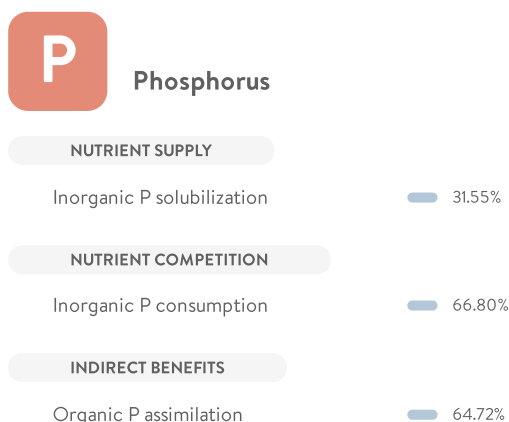 P
Phosphorus
NUTRIENT SUPPLY
Inorganic P solubilization 31.55%
NUTRIENT COMPETITION
Inorganic P consumption 66.80%
INDIRECT BENEFITS
Organic P assimilation 64.72%